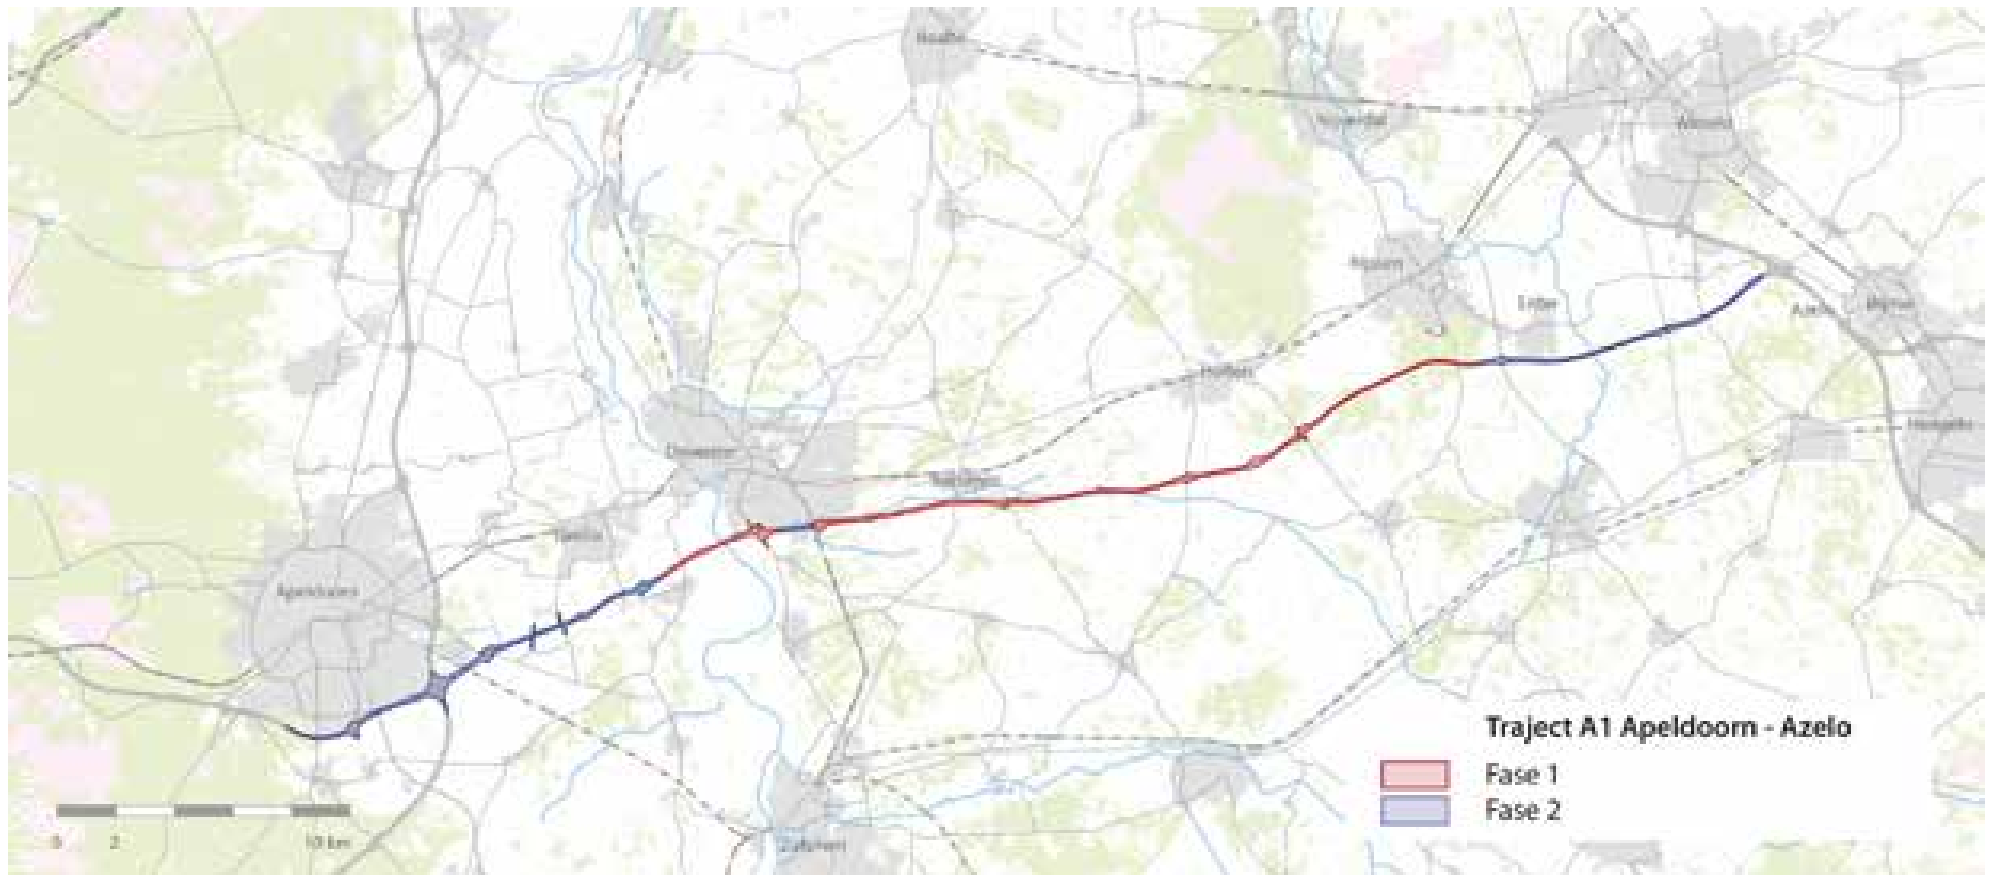 Raalte
Nijverdal
Almelo
Rijssen
Enter
Azelo
Borne
Holten
Deventer
Hengelo
Bathmen
Twello
Apeldoorn
Traject A1 Apeldoorn - Azelo
Fase 1
Fase 2
0 2 10 km
Zutphen